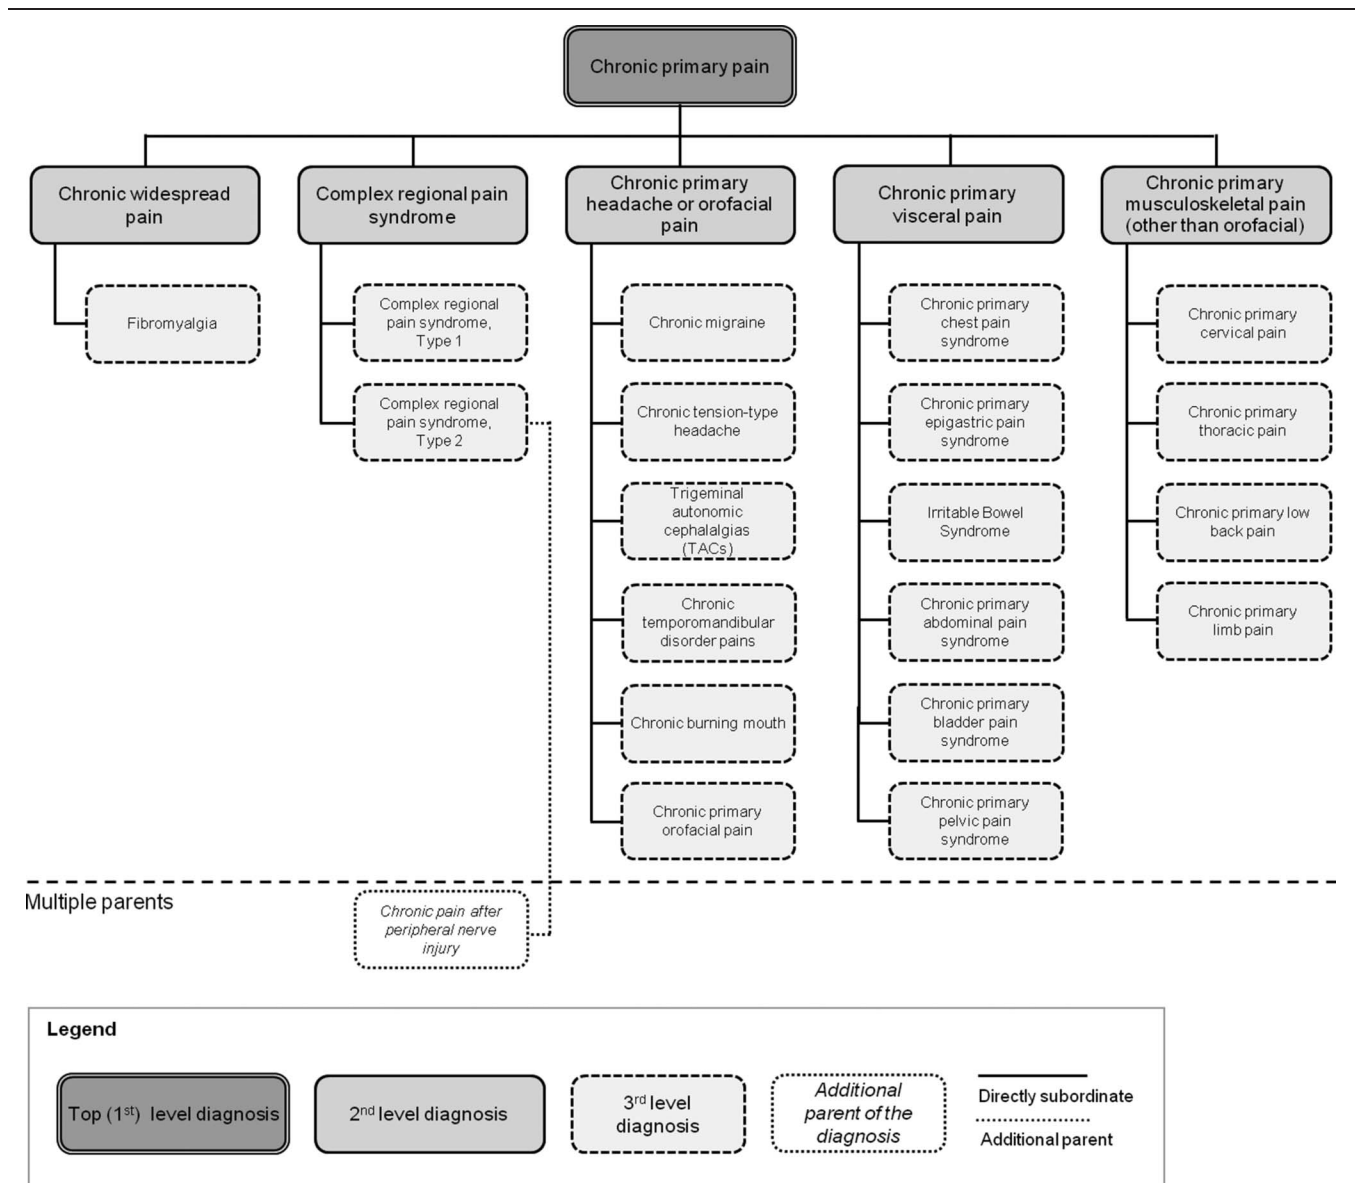 Chronic primary pain
Chronic widespread
pain
Complex regional pain
syndrome
Chronic primary
headache or orofacial
pain
Chronic primary
visceral pain
Chronic primary
musculoskeletal pain
(other than orofacial)
Fibromyalgia
Complex regional
pain syndrome,
Type 1
Complex regional
pain syndrome,
Type 2
Chronic migraine
Chronic tension-type
headache
Trigeminal
autonomic
cephalalgias
(TACs)
Chronic
temporomandibular
disorder pains
Chronic burning mouth
Chronic primary
orofacial pain
Chronic primary
chest pain
syndrome
Chronic primary
epigastric pain
syndrome
Irritable Bowel
Syndrome
Chronic primary
abdominal pain
syndrome
Chronic primary
bladder pain
syndrome
Chronic primary
pelvic pain
syndrome
Chronic primary
cervical pain
Chronic primary
thoracic pain
Chronic primary low
back pain
Chronic primary
limb pain
Multiple parents
Chronic pain after
peripheral nerve
injury
Legend
Top (1st) level diagnosis
2nd level diagnosis
3rd level
diagnosis
Additional
parent of the
diagnosis
Directly subordinate
Additional parent